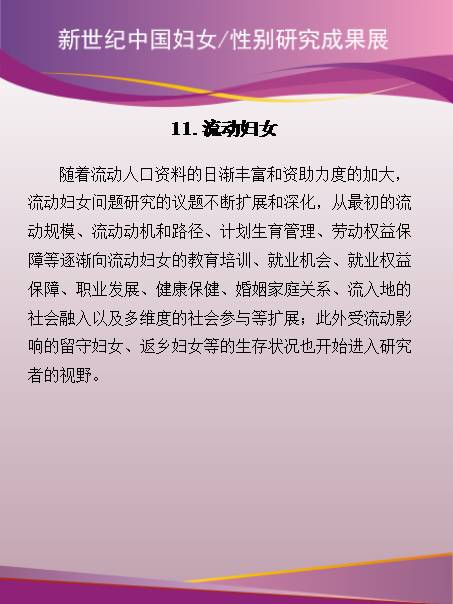 新世纪中国妇女/性别研究成果展
11. 流动妇女
随着流动人口资料的日渐丰富和资助力度的加大，
流动妇女问题研究的议题不断扩展和深化，从最初的流
动规模、流动动机和路径、计划生育管理、劳动权益保
障等逐渐向流动妇女的教育培训、就业机会、就业权益
保障、职业发展、健康保健、婚姻家庭关系、流入地的
社会融入以及多维度的社会参与等扩展；此外受流动影
响的留守妇女、返乡妇女等的生存状况也开始进入研究
者的视野。